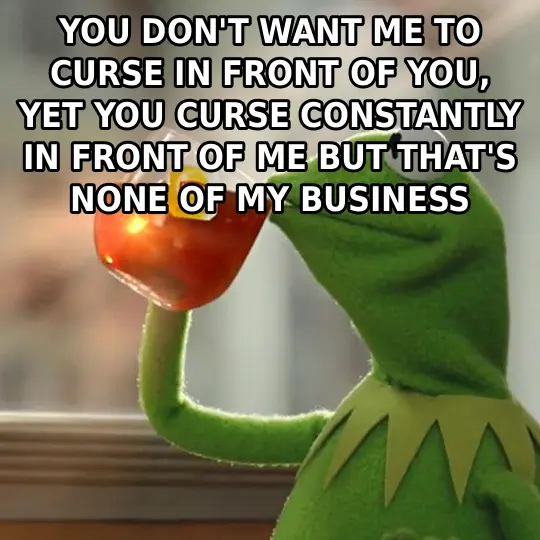 YOU DON'T WANT ME TO
CURSE IN FRONT OF YOU,
YET YOU CURSE CONSTANTLY
IN FRONT OF ME BUT THAT'S
NONE OF MY BUSINESS